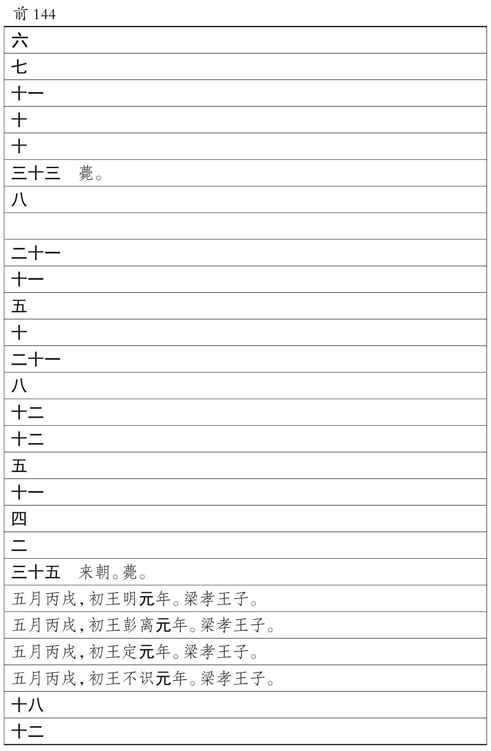 前144
六
七
十一
十
十
三十三 薨。
八
二十一
十一
五
十
二十一
八
十二
十二
五
十一
四
二
三十五 来朝。薨。
五月丙戌,初王明元年。梁孝王子。
五月丙戌,初王彭离元年。梁孝王子。
五月丙戌,初王定元年。梁孝王子。
五月丙戌,初王不识元年。梁孝王子。
十八
十二